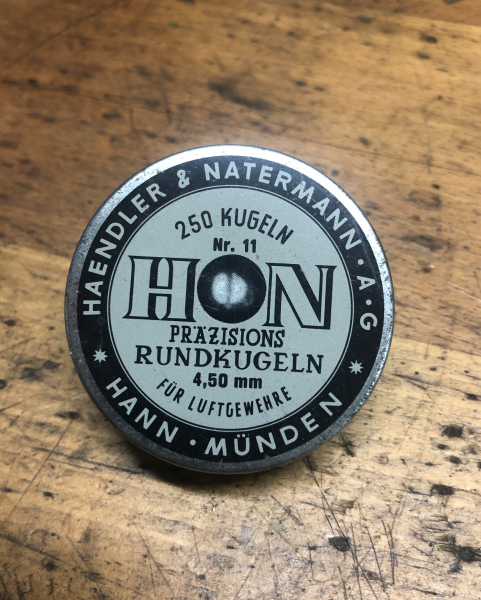 HAENDLER & NATERMANN · A · G
250 KUGELN
Nr. 11
HN
PRÄZISIONS
RUNDKUGELN
4,50 mm
FÜR LUFTGEWEHRE
HANN · MÜNDEN